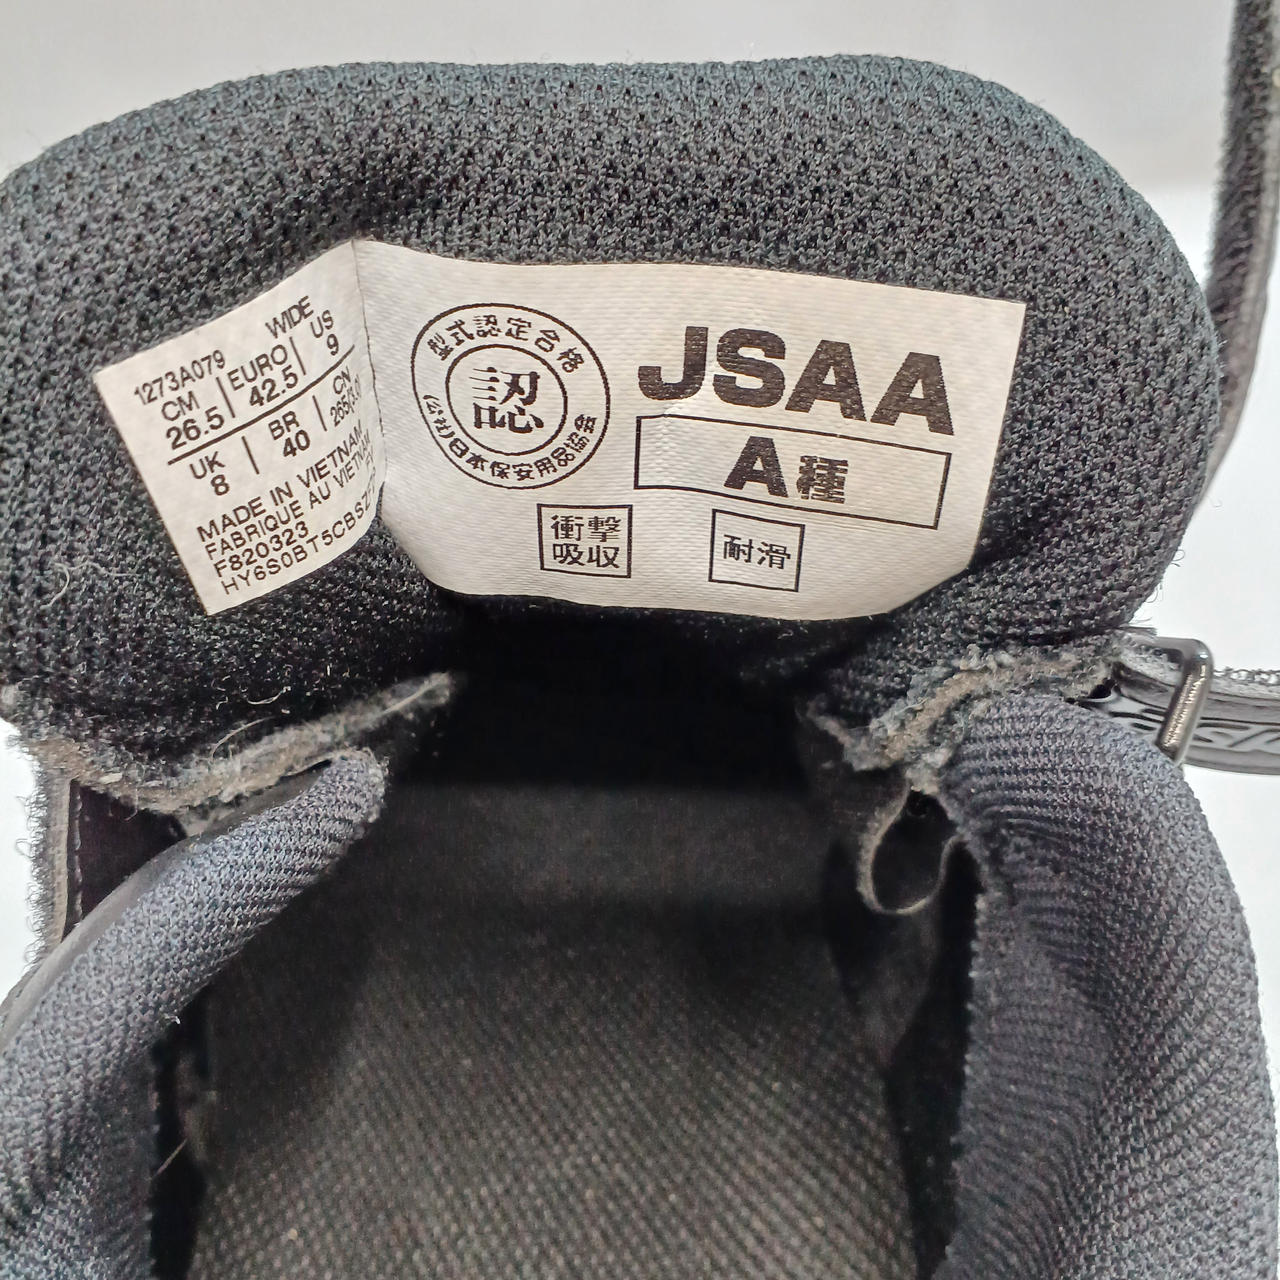 1273A079 WIDE
CM EURO US
26.5 42.5 9
UK BR CN
8 40
MADE IN VIETNAM
FABRIQUE AU VIETNAM
F820323
型式認定合格
認
(公社)日本保安用品協会
JSAA
A種
衝撃
吸収
耐滑